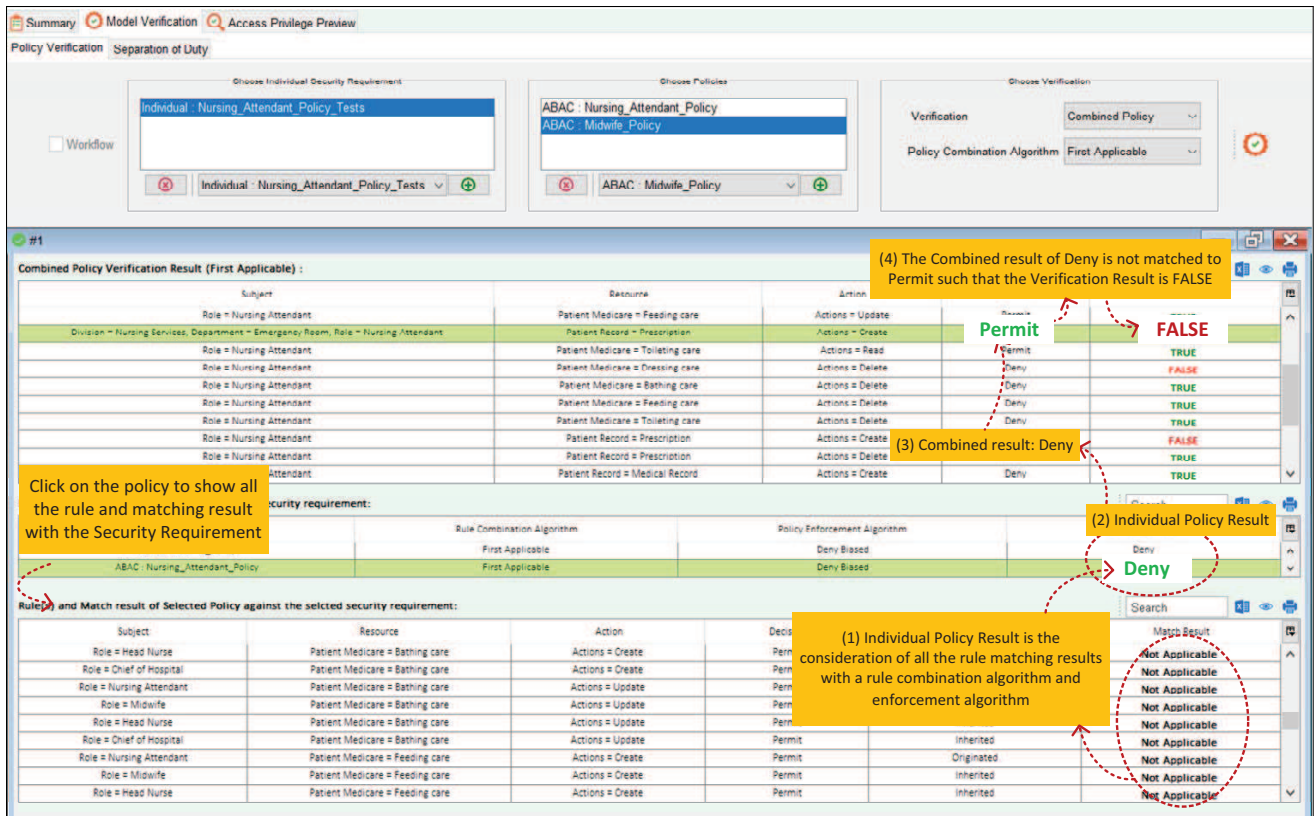 Summary Model Verification Access Privilege Preview
Policy Verification Separation of Duty
Choose Individual Security Requirement
Choose Policies
Choose Verification
Individual : Nursing_Attendant_Policy_Tests
ABAC : Nursing_Attendant_Policy
ABAC : Midwife_Policy
Workflow
Verification Combined Policy
Policy Combination Algorithm First Applicable
Individual : Nursing_Attendant_Policy_Tests
ABAC : Midwife_Policy
#1
Combined Policy Verification Result (First Applicable) :
(4) The Combined result of Deny is not matched to
Permit such that the Verification Result is FALSE
Subject Resource Action
Role = Nursing Attendant Patient Medicare = Feeding care Actions = Update Permit TRUE
Division = Nursing Services, Department = Emergency Room, Role = Nursing Attendant Patient Record = Prescription Actions = Create Permit FALSE
Role = Nursing Attendant Patient Medicare = Toileting care Actions = Read Permit TRUE
Role = Nursing Attendant Patient Medicare = Dressing care Actions = Delete Deny FALSE
Role = Nursing Attendant Patient Medicare = Bathing care Actions = Delete Deny TRUE
Role = Nursing Attendant Patient Medicare = Feeding care Actions = Delete Deny TRUE
Role = Nursing Attendant Patient Medicare = Toileting care Actions = Delete Deny TRUE
Role = Nursing Attendant Patient Record = Prescription Actions = Create FALSE
Role = Nursing Attendant Patient Record = Prescription Actions = Delete TRUE
Attendant Patient Record = Medical Record Actions = Create Deny TRUE
(3) Combined result: Deny
Click on the policy to show all
the rule and matching result
with the Security Requirement
curity requirement:
Search
(2) Individual Policy Result
Rule Combination Algorithm Policy Enforcement Algorithm
First Applicable Deny Biased Deny
ABAC : Nursing_Attendant_Policy First Applicable Deny Biased Deny
Rule(s) and Match result of Selected Policy against the selcted security requirement:
Search
(1) Individual Policy Result is the
consideration of all the rule matching results
with a rule combination algorithm and
enforcement algorithm
Subject Resource Action Decis Match Result
Role = Head Nurse Patient Medicare = Bathing care Actions = Create Perm Not Applicable
Role = Chief of Hospital Patient Medicare = Bathing care Actions = Create Perm Not Applicable
Role = Nursing Attendant Patient Medicare = Bathing care Actions = Update Perm Not Applicable
Role = Midwife Patient Medicare = Bathing care Actions = Update Perm Not Applicable
Role = Head Nurse Patient Medicare = Bathing care Actions = Update Perm Not Applicable
Role = Chief of Hospital Patient Medicare = Bathing care Actions = Update Permit Inherited Not Applicable
Role = Nursing Attendant Patient Medicare = Feeding care Actions = Create Permit Originated Not Applicable
Role = Midwife Patient Medicare = Feeding care Actions = Create Permit Inherited Not Applicable
Role = Head Nurse Patient Medicare = Feeding care Actions = Create Permit Inherited Not Applicable